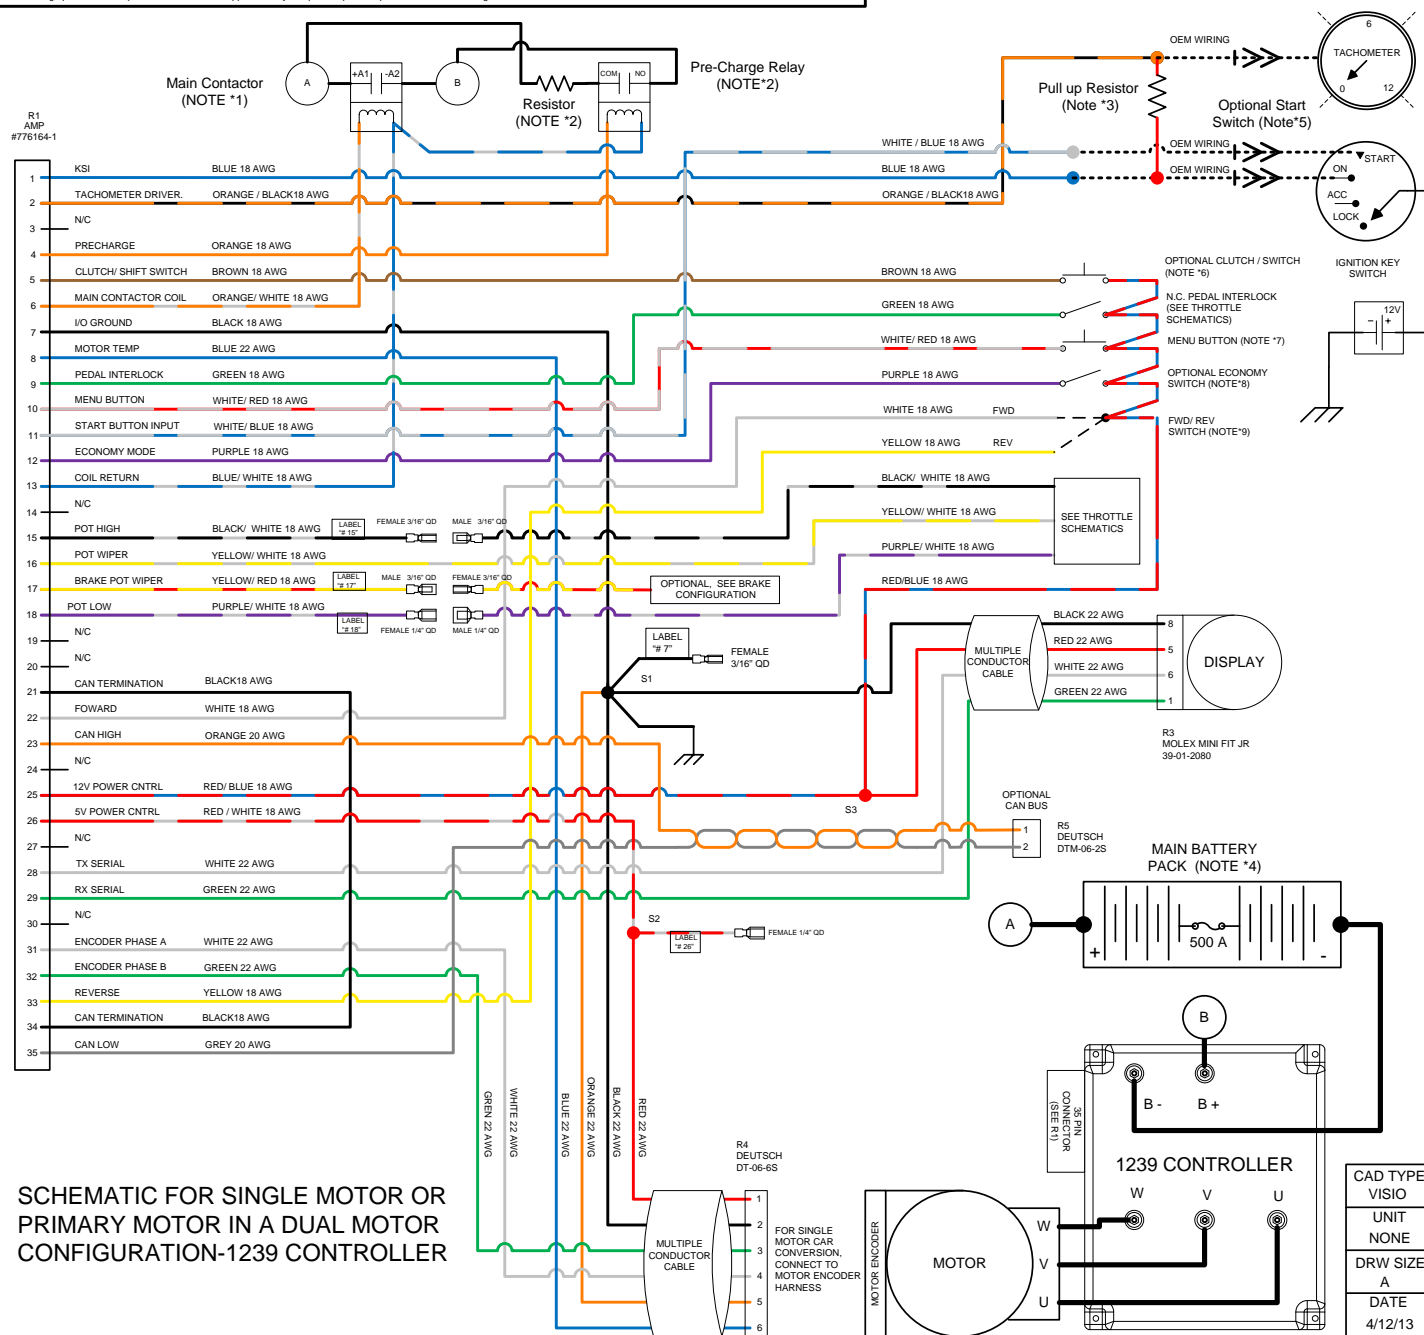 Main Contactor
(NOTE *1)
A
+A1
-A2
B
Resistor
(NOTE *2)
COM
NO
Pre-Charge Relay
(NOTE*2)
Pull up Resistor
(Note *3)
OEM WIRING
Optional Start
Switch (Note*5)
OEM WIRING
OEM WIRING
6
TACHOMETER
0
12
START
ON
ACC
LOCK
IGNITION KEY
SWITCH
12V
- +
R1
AMP
#776164-1
1 KSI BLUE 18 AWG
2 TACHOMETER DRIVER. ORANGE / BLACK18 AWG
3 N/C
4 PRECHARGE ORANGE 18 AWG
5 CLUTCH/ SHIFT SWITCH BROWN 18 AWG
6 MAIN CONTACTOR COIL ORANGE/ WHITE 18 AWG
7 I/O GROUND BLACK 18 AWG
8 MOTOR TEMP BLUE 22 AWG
9 PEDAL INTERLOCK GREEN 18 AWG
10 MENU BUTTON WHITE/ RED 18 AWG
11 START BUTTON INPUT WHITE/ BLUE 18 AWG
12 ECONOMY MODE PURPLE 18 AWG
13 COIL RETURN BLUE/ WHITE 18 AWG
14 N/C
15 POT HIGH BLACK/ WHITE 18 AWG
16 POT WIPER YELLOW/ WHITE 18 AWG
17 BRAKE POT WIPER YELLOW/ RED 18 AWG
18 POT LOW PURPLE/ WHITE 18 AWG
19 N/C
20 N/C
21 CAN TERMINATION BLACK18 AWG
22 FOWARD WHITE 18 AWG
23 CAN HIGH ORANGE 20 AWG
24 N/C
25 12V POWER CNTRL RED/ BLUE 18 AWG
26 5V POWER CNTRL RED / WHITE 18 AWG
27 N/C
28 TX SERIAL WHITE 22 AWG
29 RX SERIAL GREEN 22 AWG
30 N/C
31 ENCODER PHASE A WHITE 22 AWG
32 ENCODER PHASE B GREEN 22 AWG
33 REVERSE YELLOW 18 AWG
34 CAN TERMINATION BLACK18 AWG
35 CAN LOW GREY 20 AWG
LABEL
"# 15"
FEMALE 3/16" QD
MALE 3/16" QD
LABEL
"# 17"
MALE 3/16" QD
FEMALE 3/16" QD
LABEL
"# 18"
FEMALE 1/4" QD
MALE 1/4" QD
OPTIONAL, SEE BRAKE
CONFIGURATION
WHITE / BLUE 18 AWG
BLUE 18 AWG
ORANGE / BLACK18 AWG
BROWN 18 AWG
GREEN 18 AWG
WHITE/ RED 18 AWG
PURPLE 18 AWG
WHITE 18 AWG FWD
YELLOW 18 AWG REV
BLACK/ WHITE 18 AWG
YELLOW/ WHITE 18 AWG
PURPLE/ WHITE 18 AWG
RED/BLUE 18 AWG
OPTIONAL CLUTCH / SWITCH
(NOTE *6)
N.C. PEDAL INTERLOCK
(SEE THROTTLE
SCHEMATICS)
MENU BUTTON (NOTE *7)
OPTIONAL ECONOMY
SWITCH (NOTE*8)
FWD/ REV
SWITCH (NOTE*9)
SEE THROTTLE
SCHEMATICS
LABEL
"# 7"
FEMALE
3/16" QD
S1
MULTIPLE
CONDUCTOR
CABLE
BLACK 22 AWG
RED 22 AWG
WHITE 22 AWG
GREEN 22 AWG
8
5
6
1
DISPLAY
R3
MOLEX MINI FIT JR
39-01-2080
S3
OPTIONAL
CAN BUS
1
2
R5
DEUTSCH
DTM-06-2S
S2
LABEL
"# 26"
FEMALE 1/4" QD
MAIN BATTERY
PACK (NOTE *4)
A
+
500 A
-
B
35 PIN
CONNECTOR
(SEE R1)
B -
B +
1239 CONTROLLER
W
V
U
GREEN 22 AWG
WHITE 22 AWG
BLUE 22 AWG
ORANGE 22 AWG
BLACK 22 AWG
RED 22 AWG
R4
DEUTSCH
DT-06-6S
MULTIPLE
CONDUCTOR
CABLE
1
2
3
4
5
6
FOR SINGLE
MOTOR CAR
CONVERSION,
CONNECT TO
MOTOR ENCODER
HARNESS
MOTOR ENCODER
MOTOR
W
V
U
SCHEMATIC FOR SINGLE MOTOR OR
PRIMARY MOTOR IN A DUAL MOTOR
CONFIGURATION-1239 CONTROLLER
CAD TYPE
VISIO
UNIT
NONE
DRW SIZE
A
DATE
4/12/13